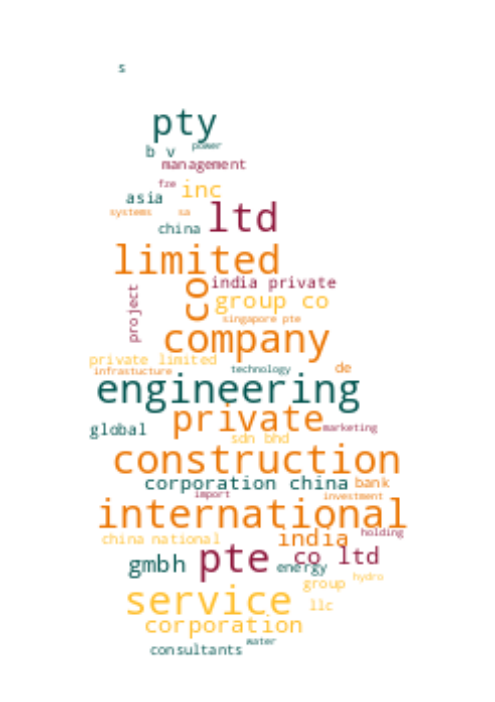 s
pty
b v power
management
fze inc
asia
systems sa ltd
china
limited
india private
co group co
project singapore pte
company
private limited
infrastucture technology de
engineering
private
global marketing
sdn bhd
construction
corporation china bank
import investment
international
china national india holding
pte co ltd
gmbh energy
group hydro
service llc
corporation
water
consultants